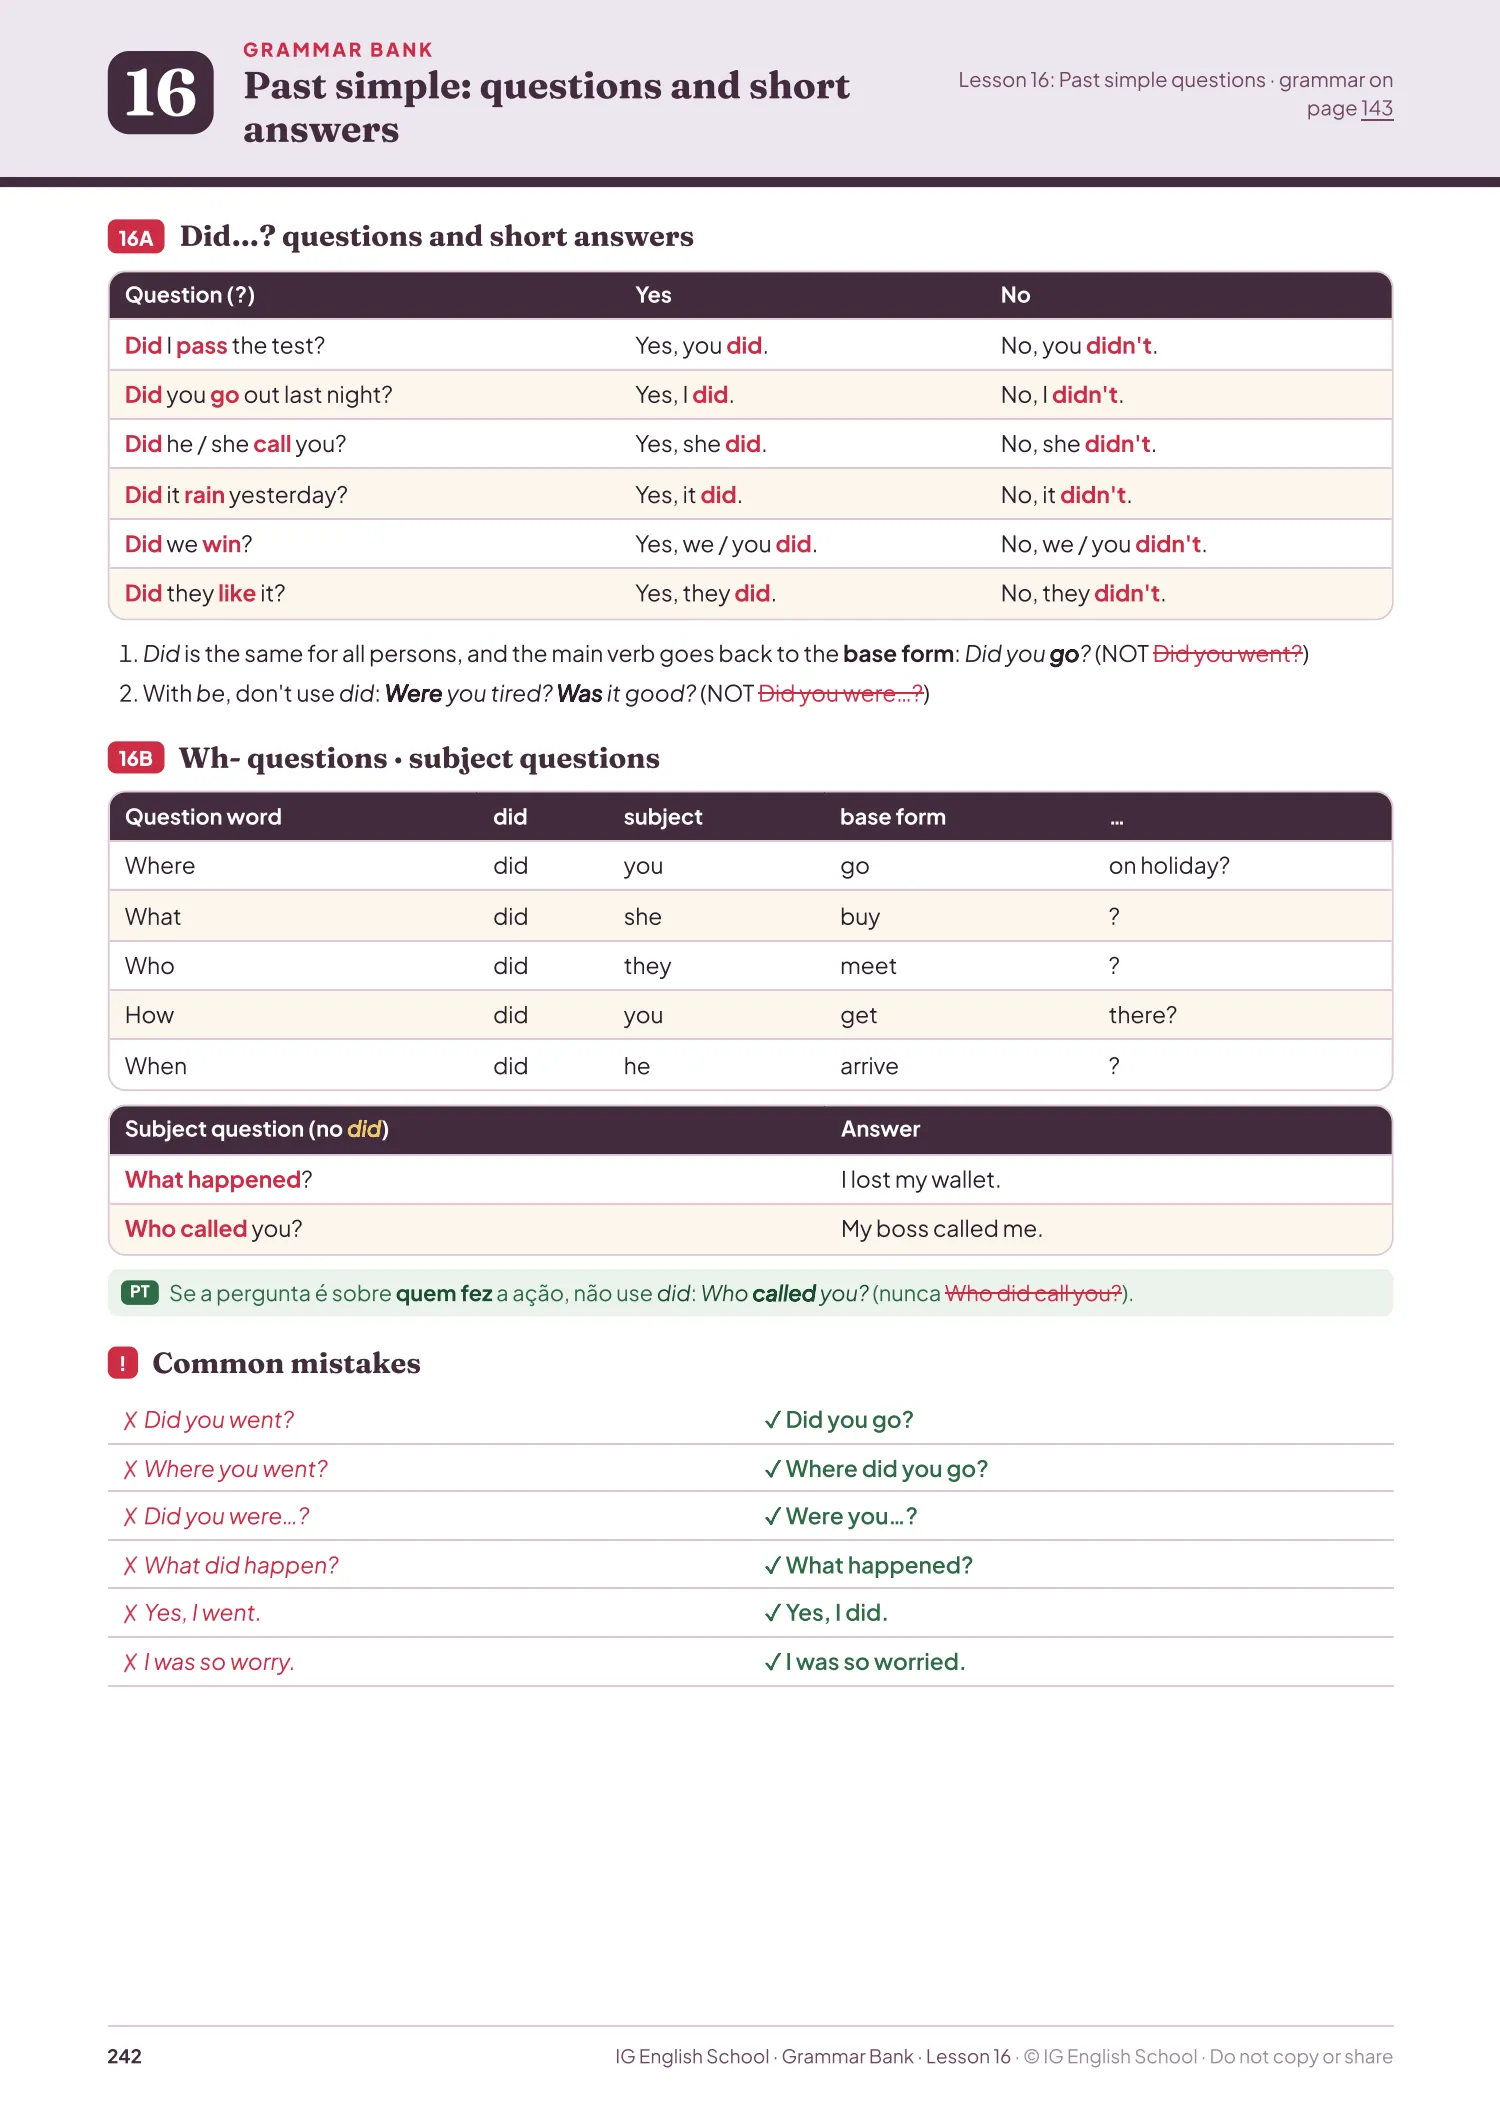 16
GRAMMAR BANK
Past simple: questions and short
answers
Lesson 16: Past simple questions · grammar on
page 143
16A Did...? questions and short answers
Question (?) Yes No
Did I pass the test? Yes, you did. No, you didn't.
Did you go out last night? Yes, I did. No, I didn't.
Did he / she call you? Yes, she did. No, she didn't.
Did it rain yesterday? Yes, it did. No, it didn't.
Did we win? Yes, we / you did. No, we / you didn't.
Did they like it? Yes, they did. No, they didn't.
1. Did is the same for all persons, and the main verb goes back to the base form: Did you go? (NOT Did you went?)
2. With be, don't use did: Were you tired? Was it good? (NOT Did you were...?)
16B Wh- questions · subject questions
Question word did subject base form ...
Where did you go on holiday?
What did she buy ?
Who did they meet ?
How did you get there?
When did he arrive ?
Subject question (no did) Answer
What happened? I lost my wallet.
Who called you? My boss called me.
PT Se a pergunta é sobre quem fez a ação, não use did: Who called you? (nunca Who did call you?).
! Common mistakes
✗ Did you went? ✓ Did you go?
✗ Where you went? ✓ Where did you go?
✗ Did you were...? ✓ Were you...?
✗ What did happen? ✓ What happened?
✗ Yes, I went. ✓ Yes, I did.
✗ I was so worry. ✓ I was so worried.
242 IG English School · Grammar Bank · Lesson 16 · © IG English School · Do not copy or share